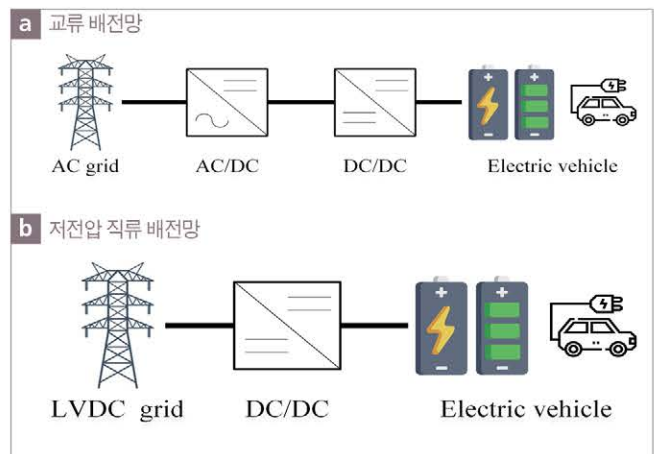 a 교류 배전망
AC grid AC/DC DC/DC Electric vehicle
b 저전압 직류 배전망
LVDC grid DC/DC Electric vehicle